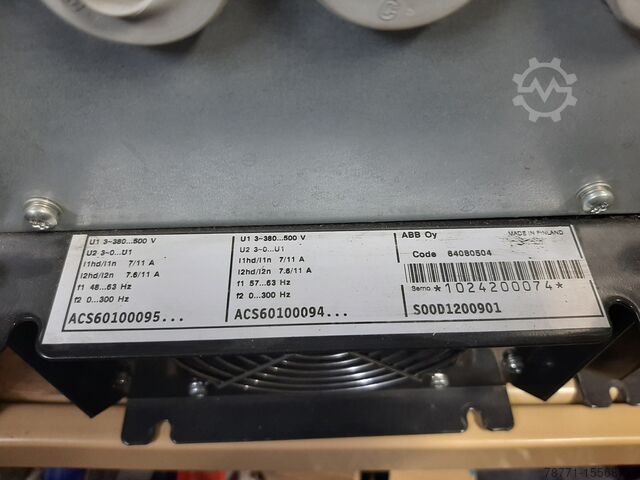 U1 3~380...500 V
U2 3~0...U1
I1hd/I1n 7/11 A
I2hd/I2n 7.6/11 A
f1 48...63 Hz
f2 0...300 Hz
ACS60100095...
U1 3~380...500 V
U2 3~0...U1
I1hd/I1n 7/11 A
I2hd/I2n 7.6/11 A
f1 57...63 Hz
f2 0...300 Hz
ACS60100094...
ABB Oy MADE IN FINLAND
Code 64080504
Serno *1024200074*
S00D1200901